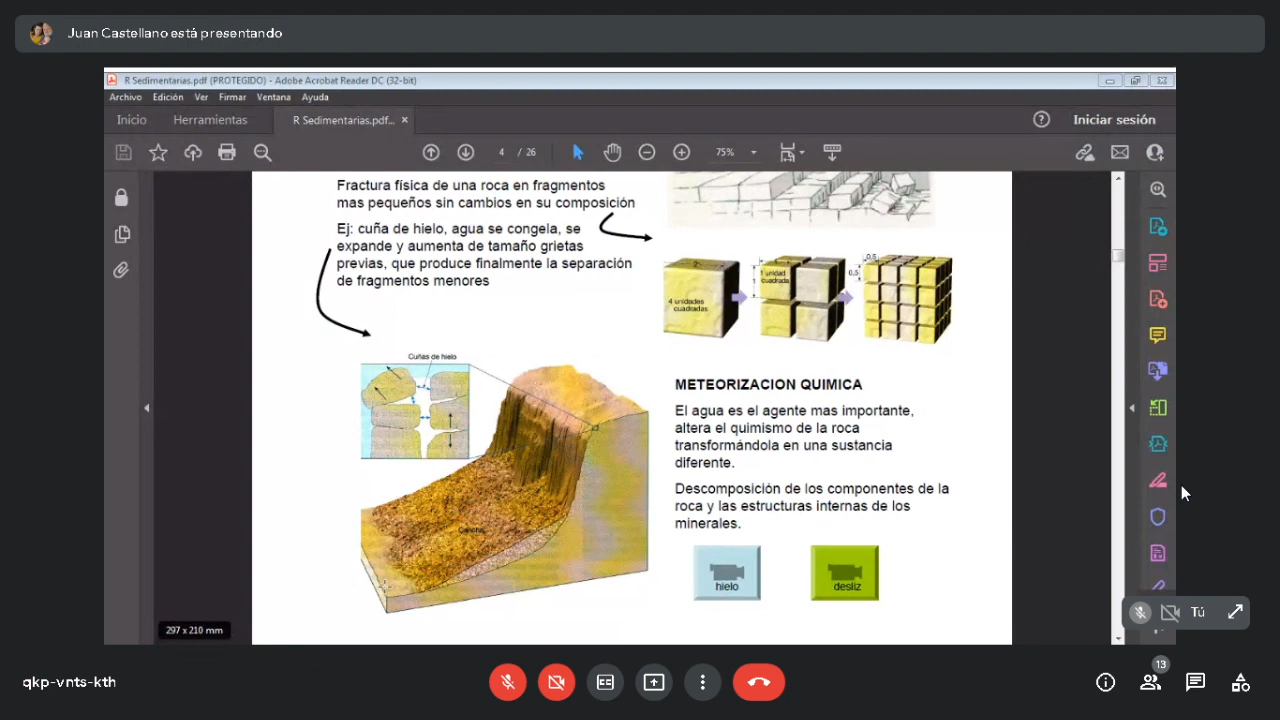 Juan Castellano está presentando
R Sedimentarias.pdf (PROTEGIDO) - Adobe Acrobat Reader DC (32-bit)
Archivo Edición Ver Firmar Ventana Ayuda
Inicio Herramientas R Sedimentarias.pdf... × Iniciar sesión
4 / 26 75%
Fractura física de una roca en fragmentos
mas pequeños sin cambios en su composición
Ej: cuña de hielo, agua se congela, se
expande y aumenta de tamaño grietas
previas, que produce finalmente la separación
de fragmentos menores
4 unidades
cuadradas
1
1 unidad
cuadrada
0,5
0,5
Cuñas de hielo
METEORIZACION QUIMICA
El agua es el agente mas importante,
altera el quimismo de la roca
transformándola en una sustancia
diferente.
Descomposición de los componentes de la
roca y las estructuras internas de los
minerales.
hielo
desliz
297 x 210 mm
Tú
qkp-vnts-kth
13